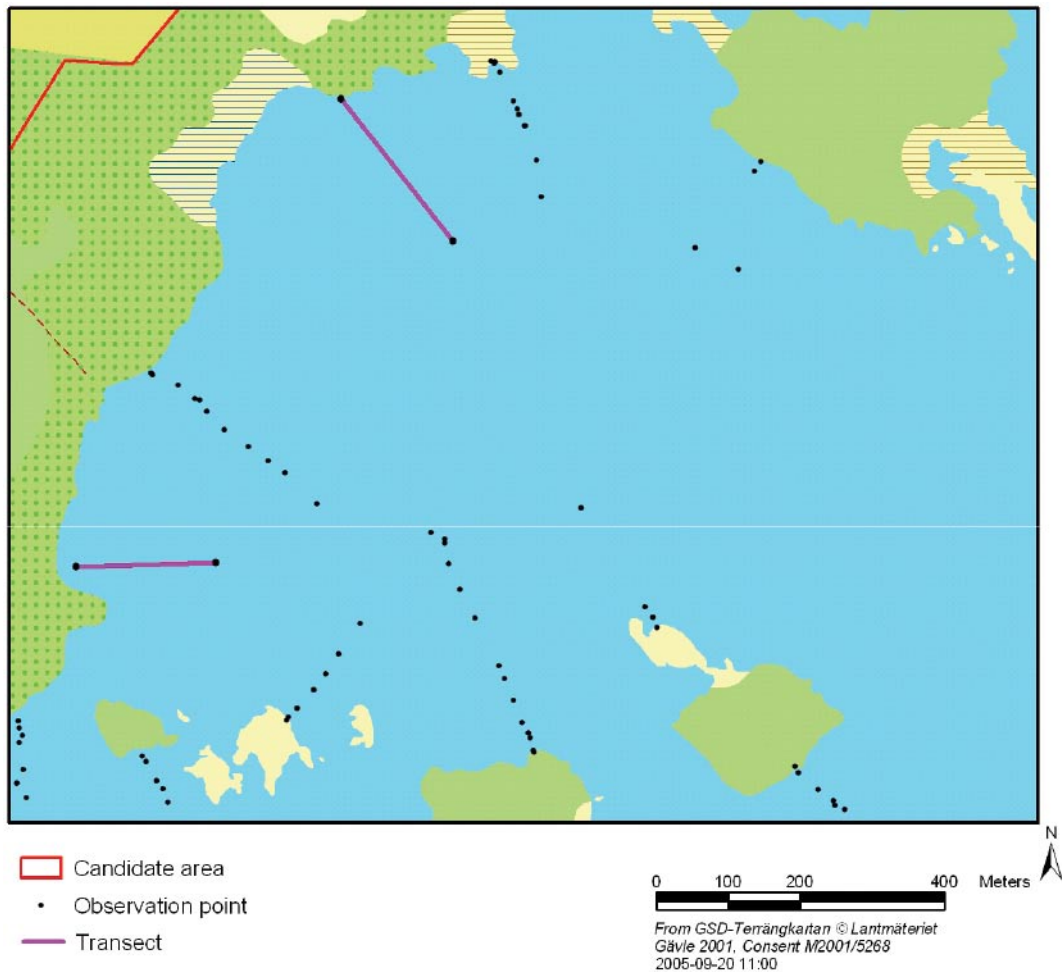 N
Candidate area
Observation point
Transect
0 100 200 400 Meters
From GSD-Terrängkartan © Lantmäteriet
Gävle 2001, Consent M2001/5268
2005-09-20 11:00